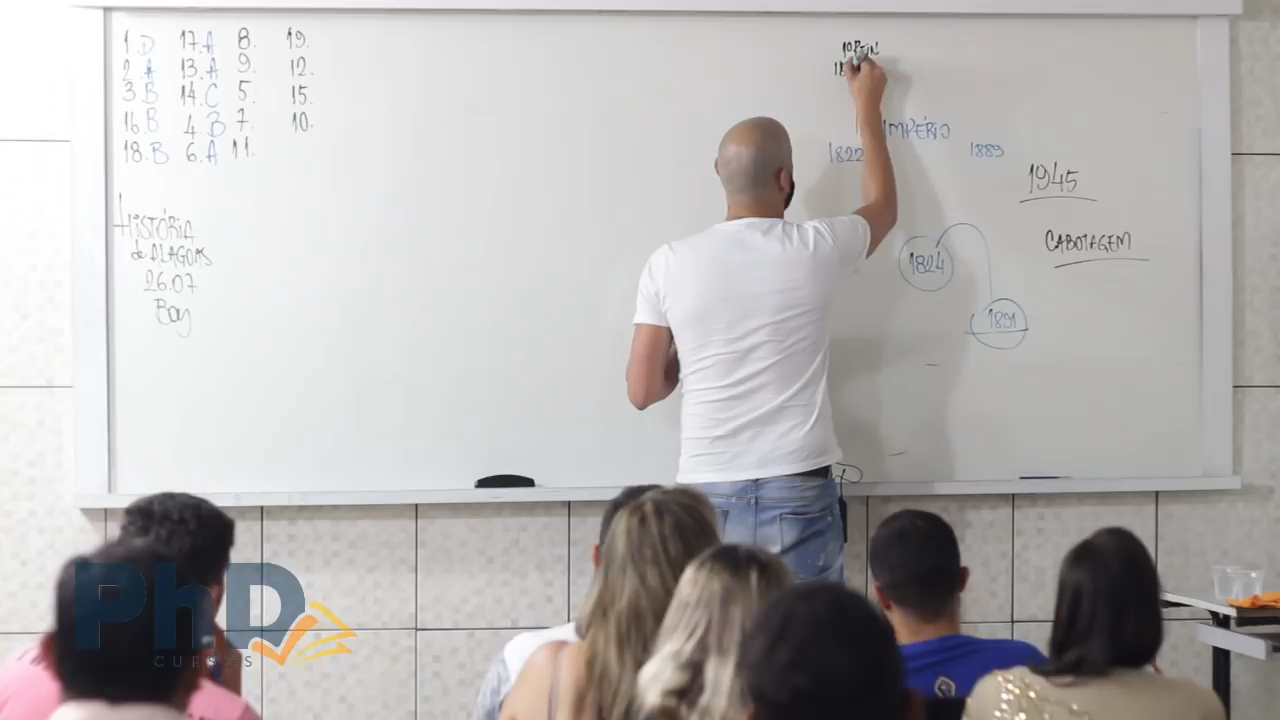 1 D 17. A 8. 19.
2. A 13. A 9. 12.
3 B 14. C 5. 15.
16 B 4. B 7. 10.
18. B 6. A 11.
HISTÓRIA
de ALAGOAS
26.07
Boy
IMPÉRIO
1822 1889
1945
CABOTAGEM
1824
1891
PhD
CURSOS